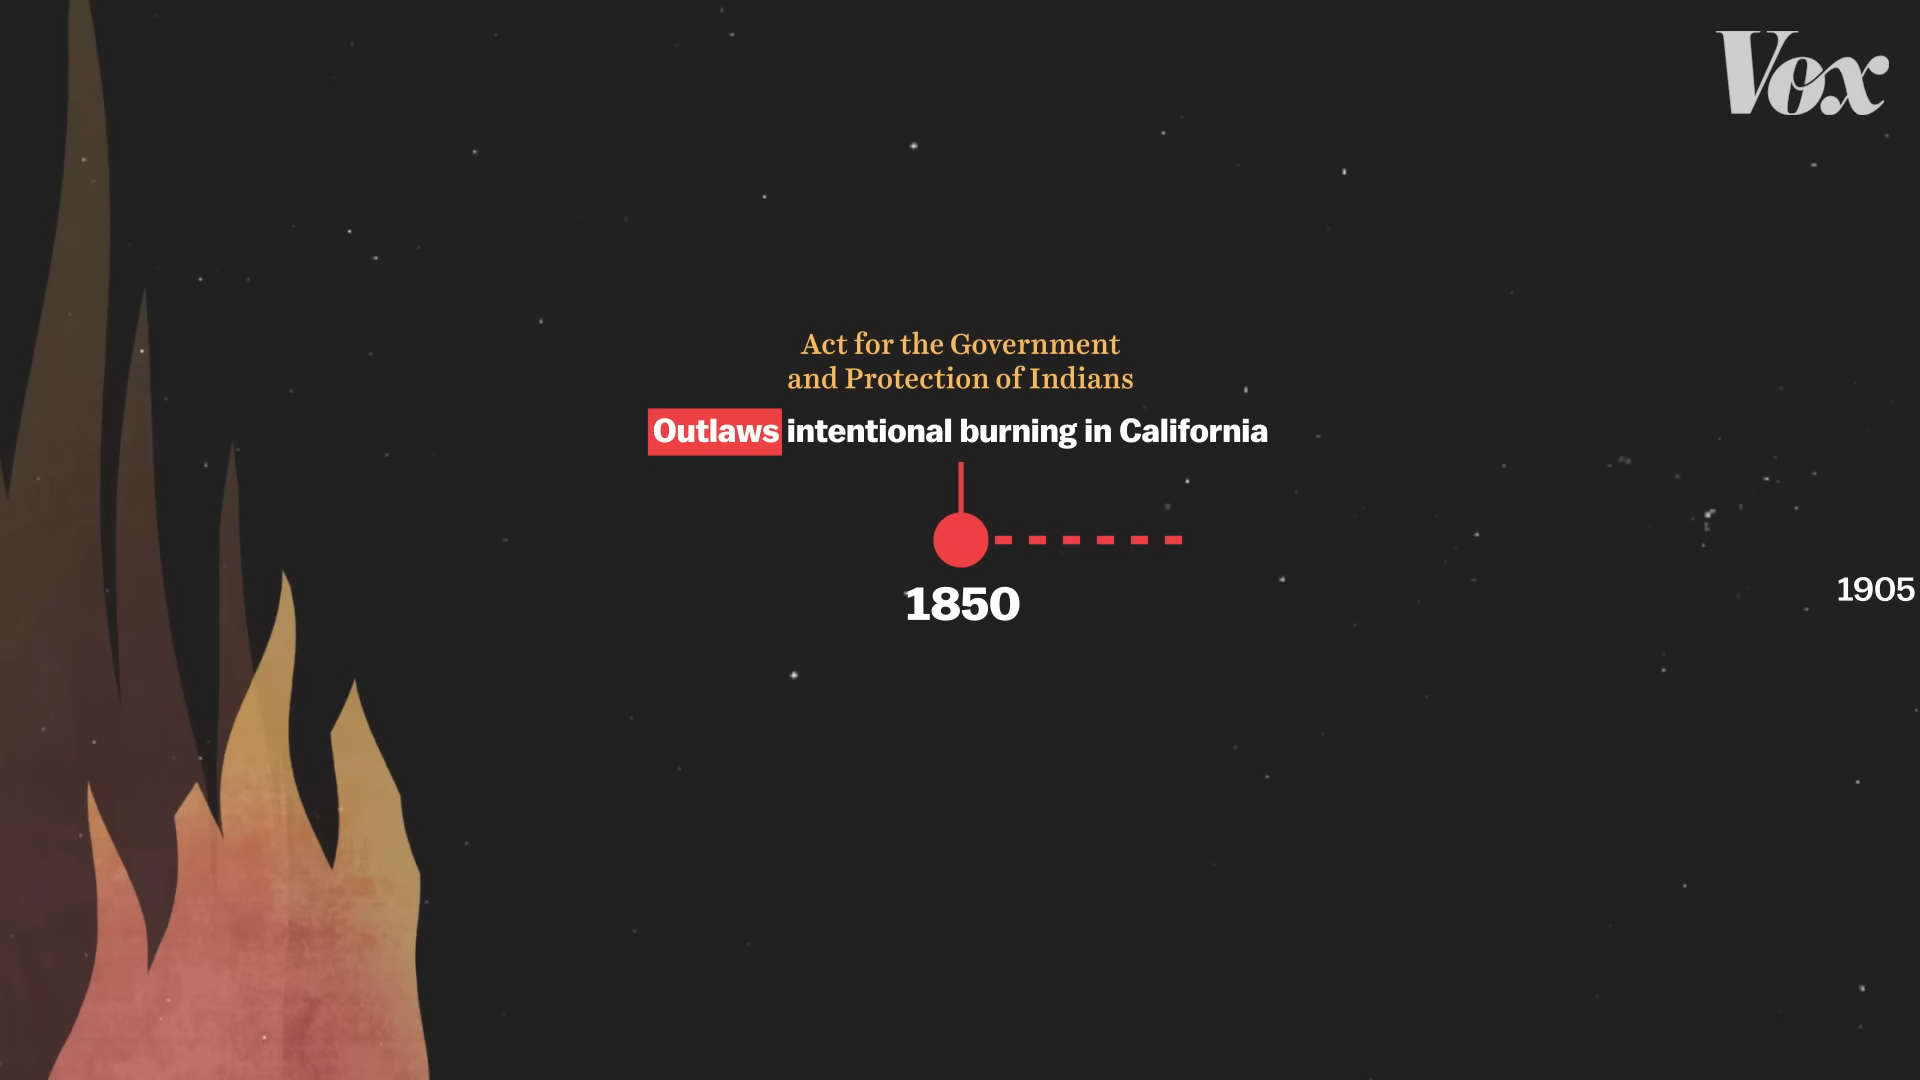 Vox
Act for the Government
and Protection of Indians
Outlaws intentional burning in California
1850
1905